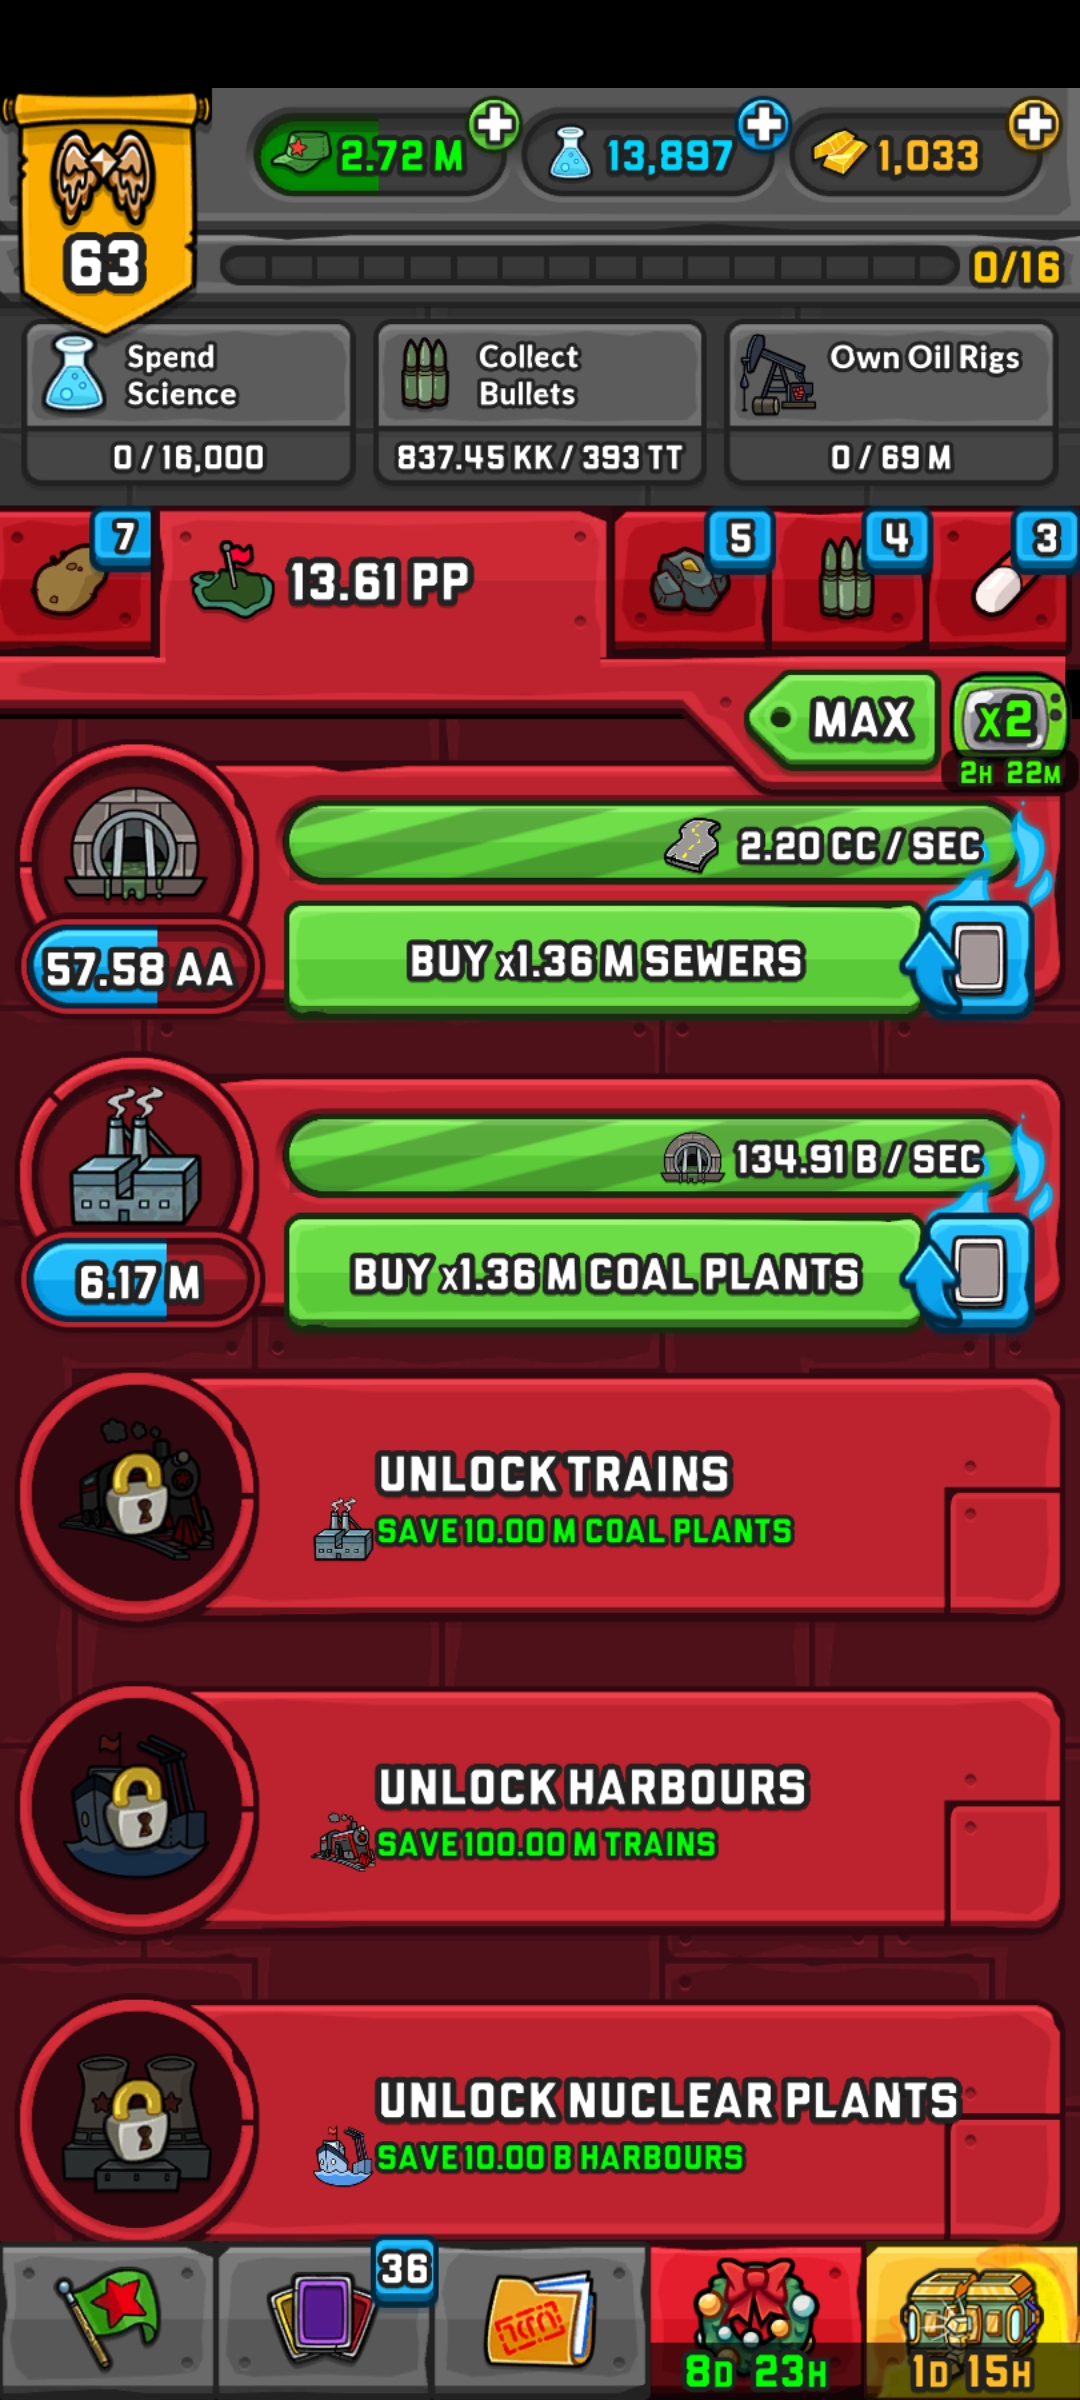 2.72 M
13,897
1,033
63
0/16
Spend
Science
0 / 16,000
Collect
Bullets
837.45 KK / 393 TT
Own Oil Rigs
0 / 69 M
7
13.61 PP
5
4
3
MAX
x2
2H 22M
2.20 CC / SEC
57.58 AA
BUY x1.36 M SEWERS
134.91 B / SEC
6.17 M
BUY x1.36 M COAL PLANTS
UNLOCK TRAINS
SAVE 10.00 M COAL PLANTS
UNLOCK HARBOURS
SAVE 100.00 M TRAINS
UNLOCK NUCLEAR PLANTS
SAVE 10.00 B HARBOURS
36
8D 23H
1D 15H